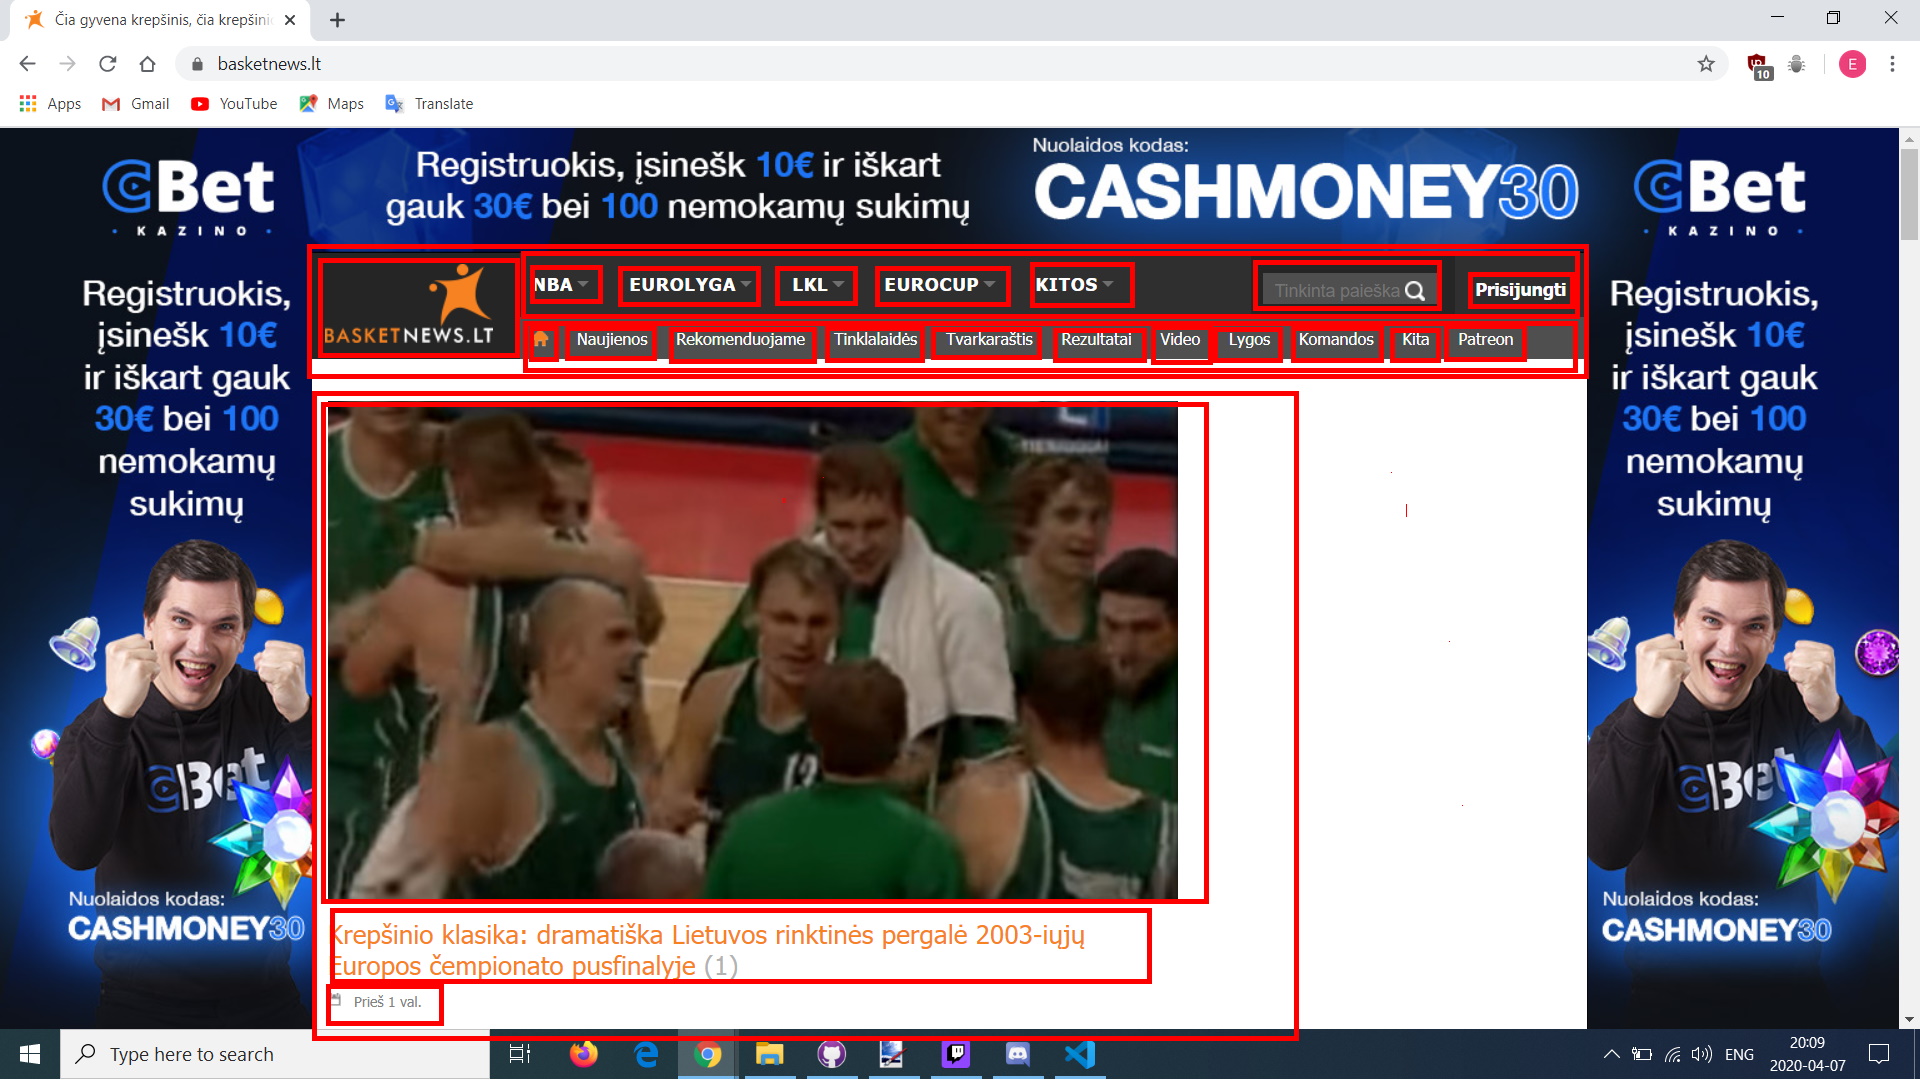 Čia gyvena krepšinis, čia krepšini
basketnews.lt
10
E
Apps
Gmail
YouTube
Maps
Translate
Bet
KAZINO
Registruokis, įsinešk 10€ ir iškart
gauk 30€ bei 100 nemokamų sukimų
Nuolaidos kodas:
CASHMONEY30
Bet
KAZINO
Registruokis,
įsinešk 10€
ir iškart gauk
30€ bei 100
nemokamų
sukimų
Bet
Nuolaidos kodas:
CASHMONEY30
BASKETNEWS.LT
NBA
EUROLYGA
LKL
EUROCUP
KITOS
Tinkinta paieška
Prisijungti
Naujienos
Rekomenduojame
Tinklalaidės
Tvarkaraštis
Rezultatai
Video
Lygos
Komandos
Kita
Patreon
13
Krepšinio klasika: dramatiška Lietuvos rinktinės pergalė 2003-iųjų
Europos čempionato pusfinalyje (1)
Prieš 1 val.
Registruokis,
įsinešk 10€
ir iškart gauk
30€ bei 100
nemokamų
sukimų
Bet
Nuolaidos kodas:
CASHMONEY30
Type here to search
ENG
20:09
2020-04-07